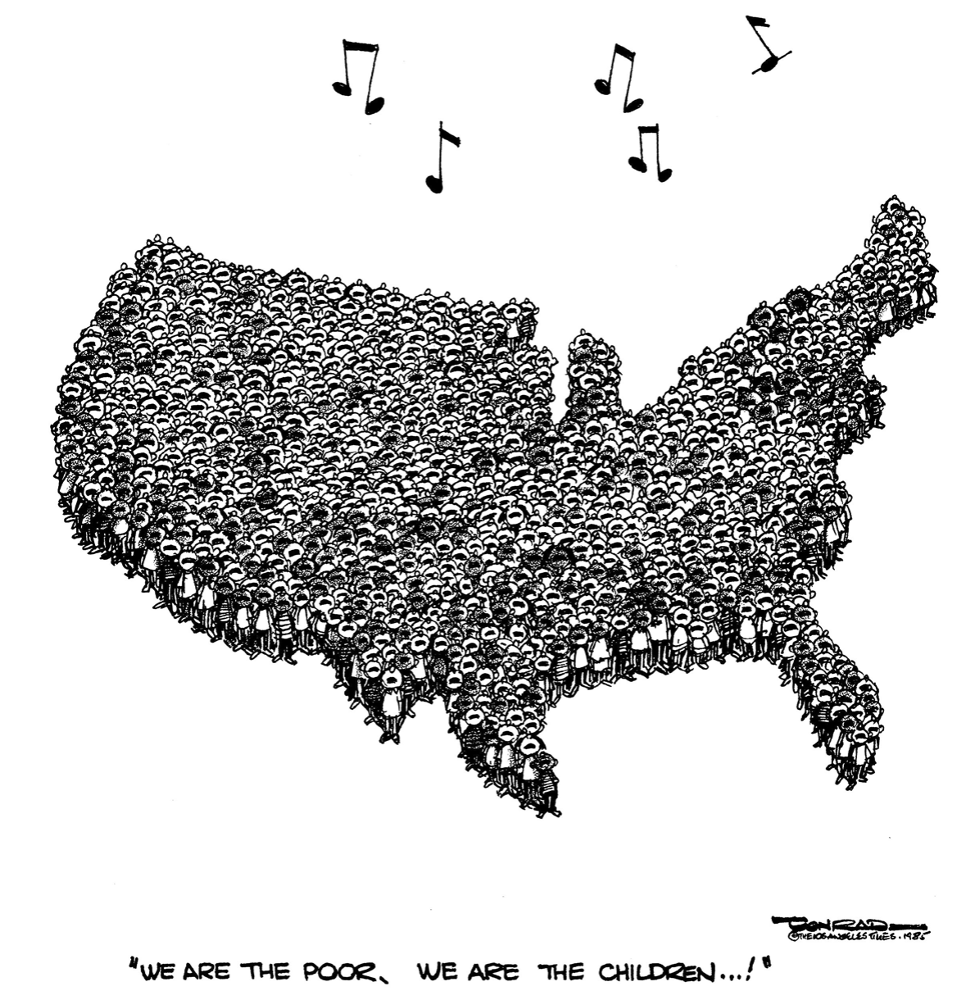 CONRAD
© THE LOS ANGELES TIMES. 1985
"WE ARE THE POOR, WE ARE THE CHILDREN...!"